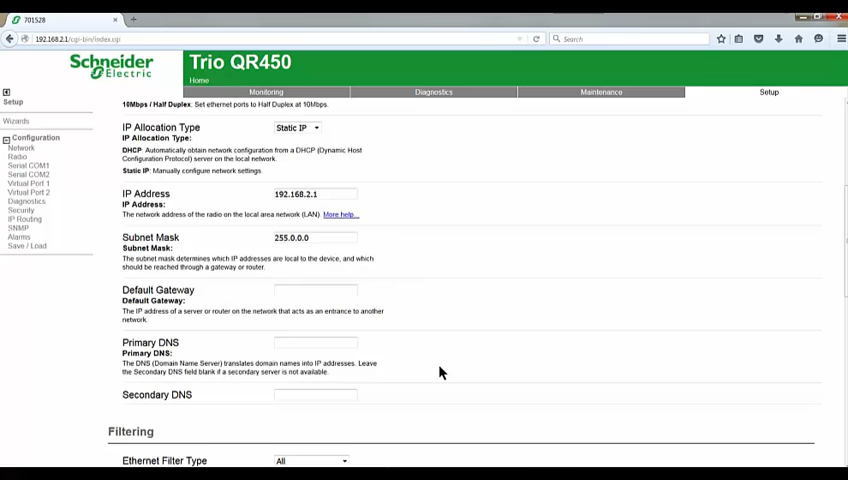 701528
192.168.2.1/cgi-bin/index.cgi
Search
Schneider
Electric
Trio QR450
Home
Monitoring
Diagnostics
Maintenance
Setup
Setup
Wizards
Configuration
Network
Radio
Serial COM1
Serial COM2
Virtual Port 1
Virtual Port 2
Diagnostics
Security
IP Routing
SNMP
Alarms
Save / Load
10Mbps / Half Duplex: Set ethernet ports to Half Duplex at 10Mbps.
IP Allocation Type
Static IP
IP Allocation Type:
DHCP: Automatically obtain network configuration from a DHCP (Dynamic Host
Configuration Protocol) server on the local network.
Static IP: Manually configure network settings.
IP Address
192.168.2.1
IP Address:
The network address of the radio on the local area network (LAN). More help...
Subnet Mask
255.0.0.0
Subnet Mask:
The subnet mask determines which IP addresses are local to the device, and which
should be reached through a gateway or router.
Default Gateway
Default Gateway:
The IP address of a server or router on the network that acts as an entrance to another
network.
Primary DNS
Primary DNS:
The DNS (Domain Name Server) translates domain names into IP addresses. Leave
the Secondary DNS field blank if a secondary server is not available.
Secondary DNS
Filtering
Ethernet Filter Type
All